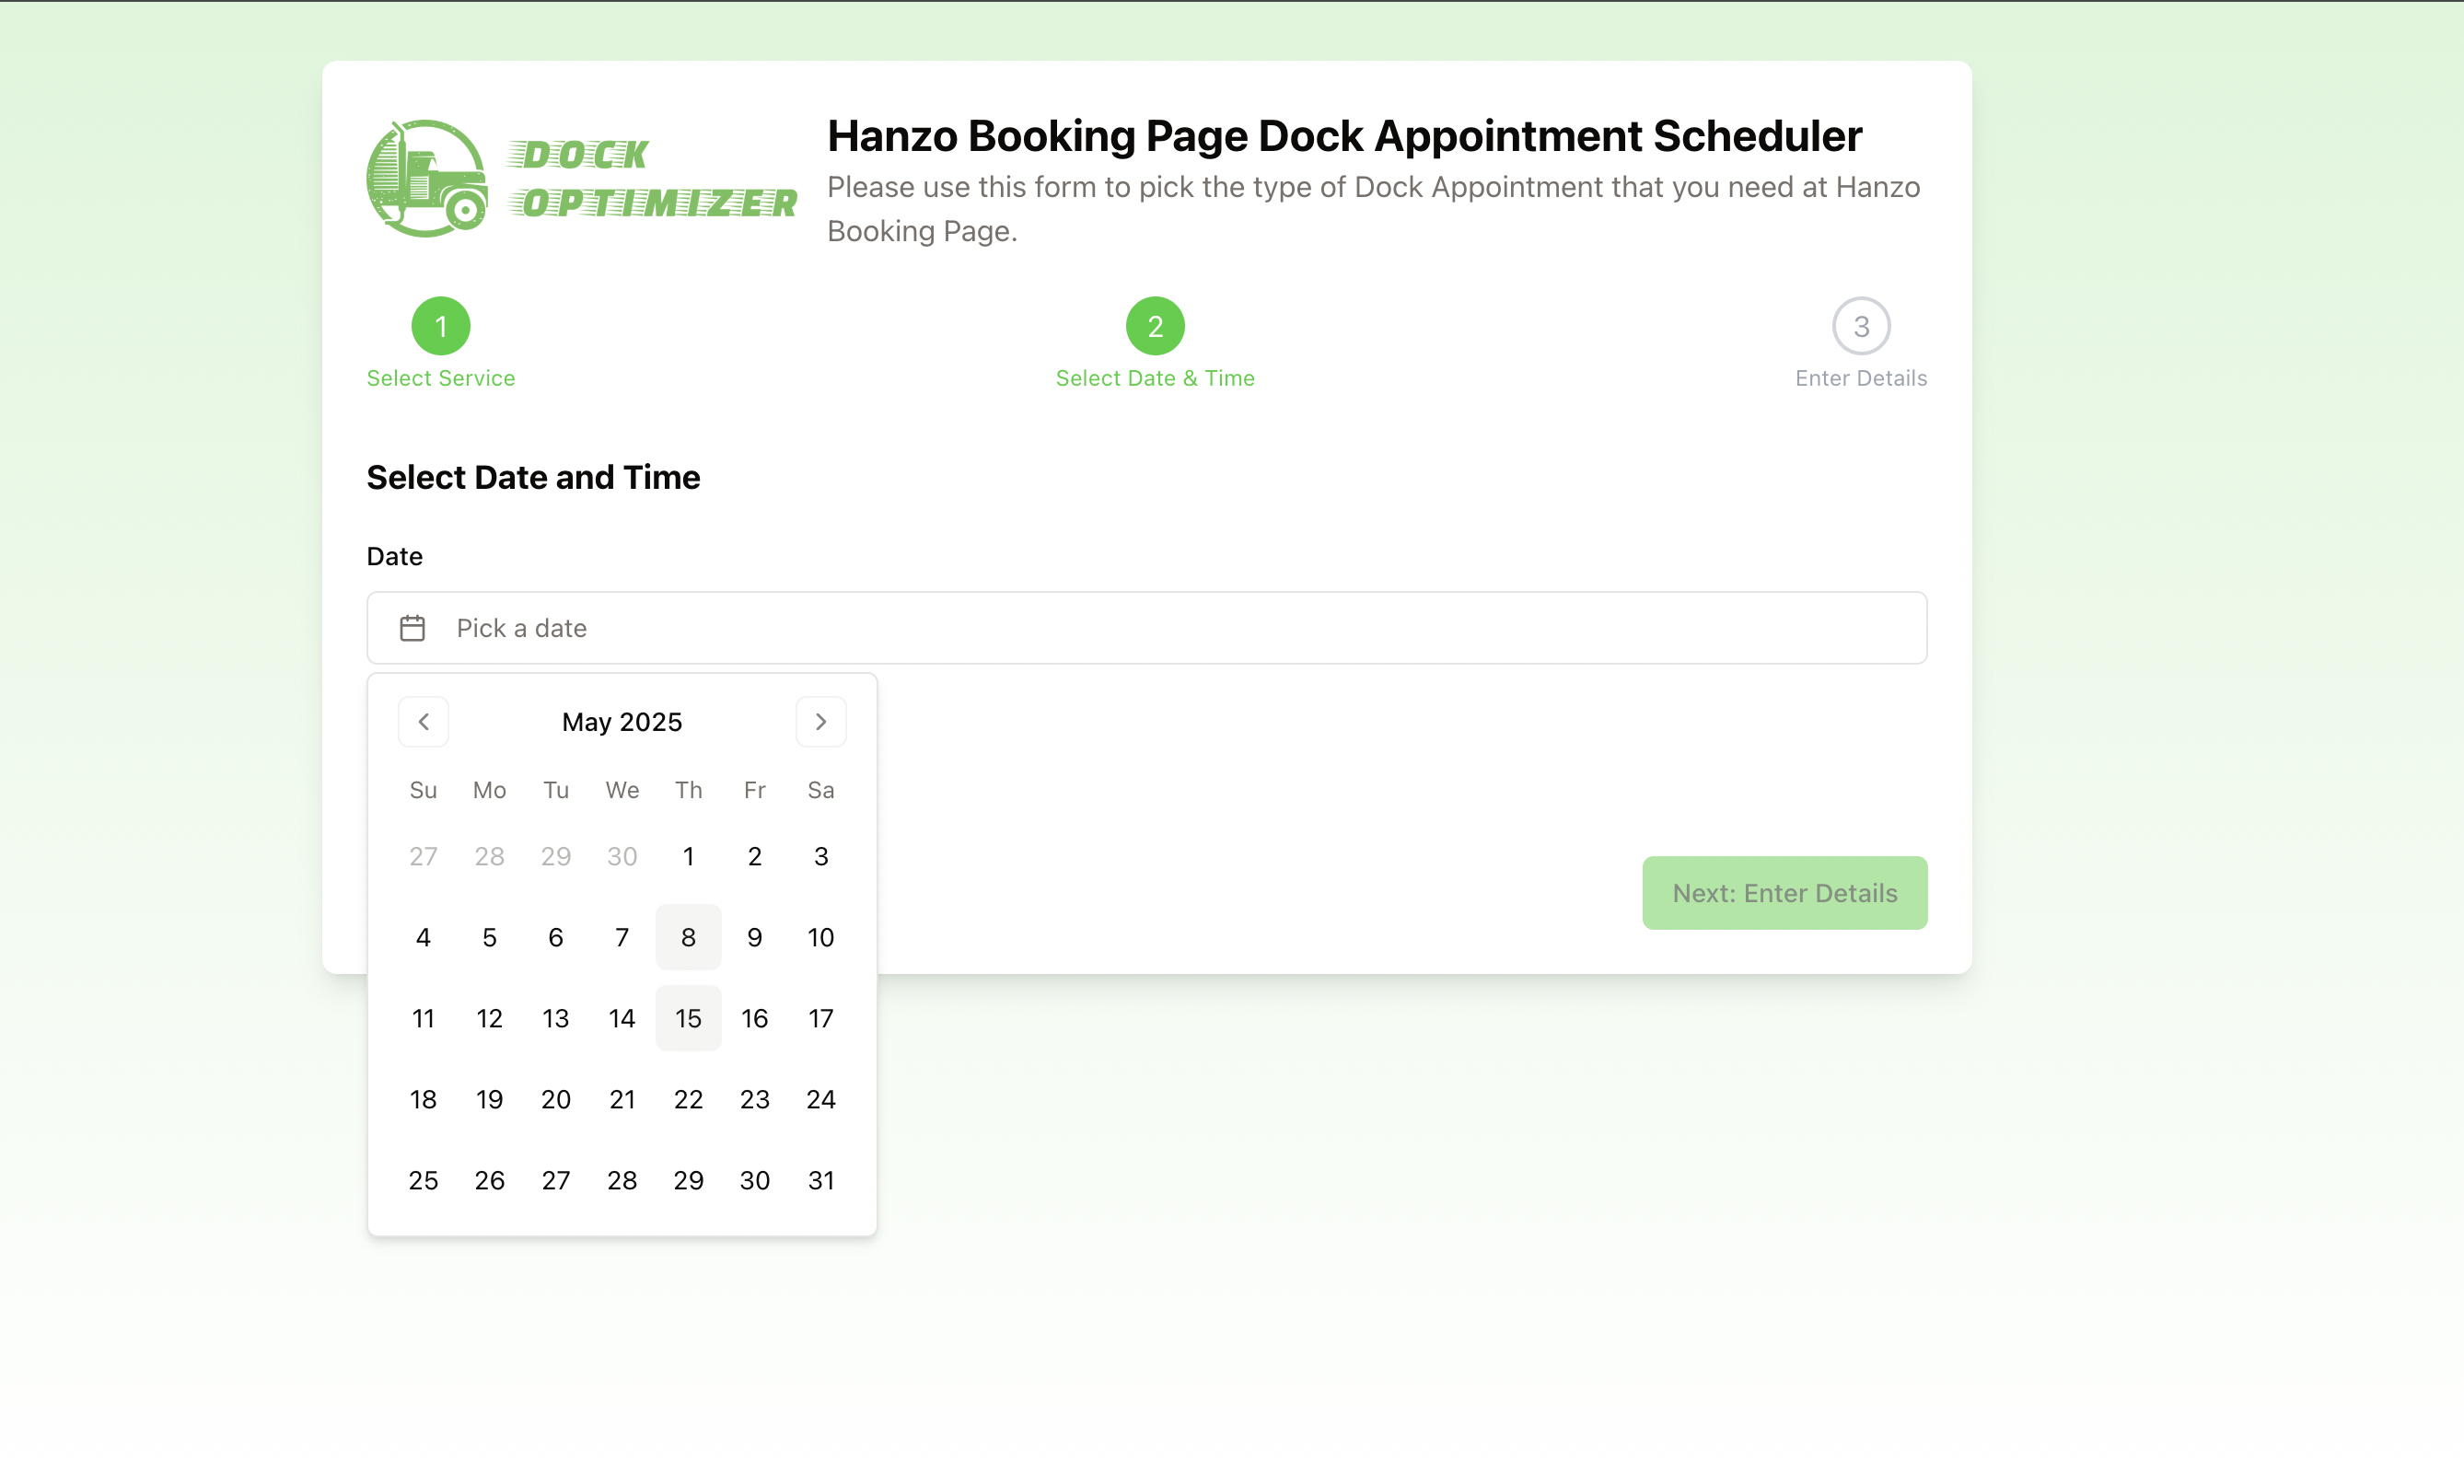 DOCK
OPTIMIZER
Hanzo Booking Page Dock Appointment Scheduler
Please use this form to pick the type of Dock Appointment that you need at Hanzo
Booking Page.
1
Select Service
2
Select Date & Time
3
Enter Details
Select Date and Time
Date
Pick a date
May 2025
Su Mo Tu We Th Fr Sa
27 28 29 30 1 2 3
4 5 6 7 8 9 10
11 12 13 14 15 16 17
18 19 20 21 22 23 24
25 26 27 28 29 30 31
Next: Enter Details